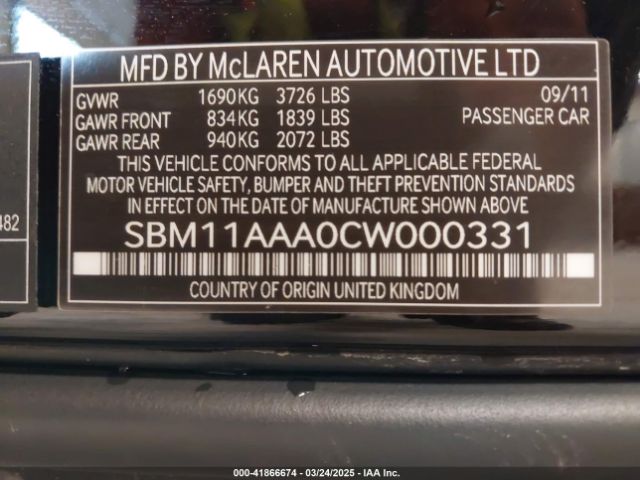 MFD BY McLAREN AUTOMOTIVE LTD
GVWR 1690KG 3726 LBS 09/11
GAWR FRONT 834KG 1839 LBS PASSENGER CAR
GAWR REAR 940KG 2072 LBS
THIS VEHICLE CONFORMS TO ALL APPLICABLE FEDERAL
MOTOR VEHICLE SAFETY, BUMPER AND THEFT PREVENTION STANDARDS
IN EFFECT ON THE DATE OF MANUFACTURE SHOWN ABOVE
482
SBM11AAA0CW000331
COUNTRY OF ORIGIN UNITED KINGDOM
000-41866674 - 03/24/2025 - IAA Inc.